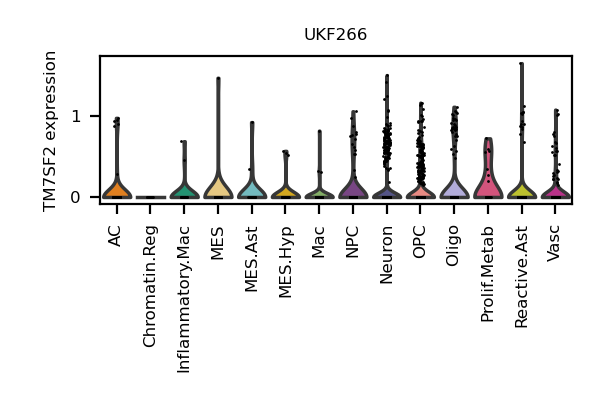 UKF266
TM7SF2 expression
1
0
AC
Chromatin.Reg
Inflammatory.Mac
MES
MES.Ast
MES.Hyp
Mac
NPC
Neuron
OPC
Oligo
Prolif.Metab
Reactive.Ast
Vasc